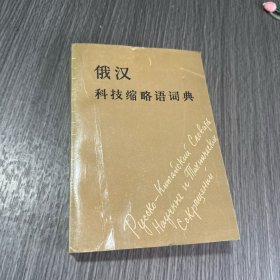 俄汉
科技缩略语词典
Русско-Китайский Словарь
Научных и Технических
Сокращений